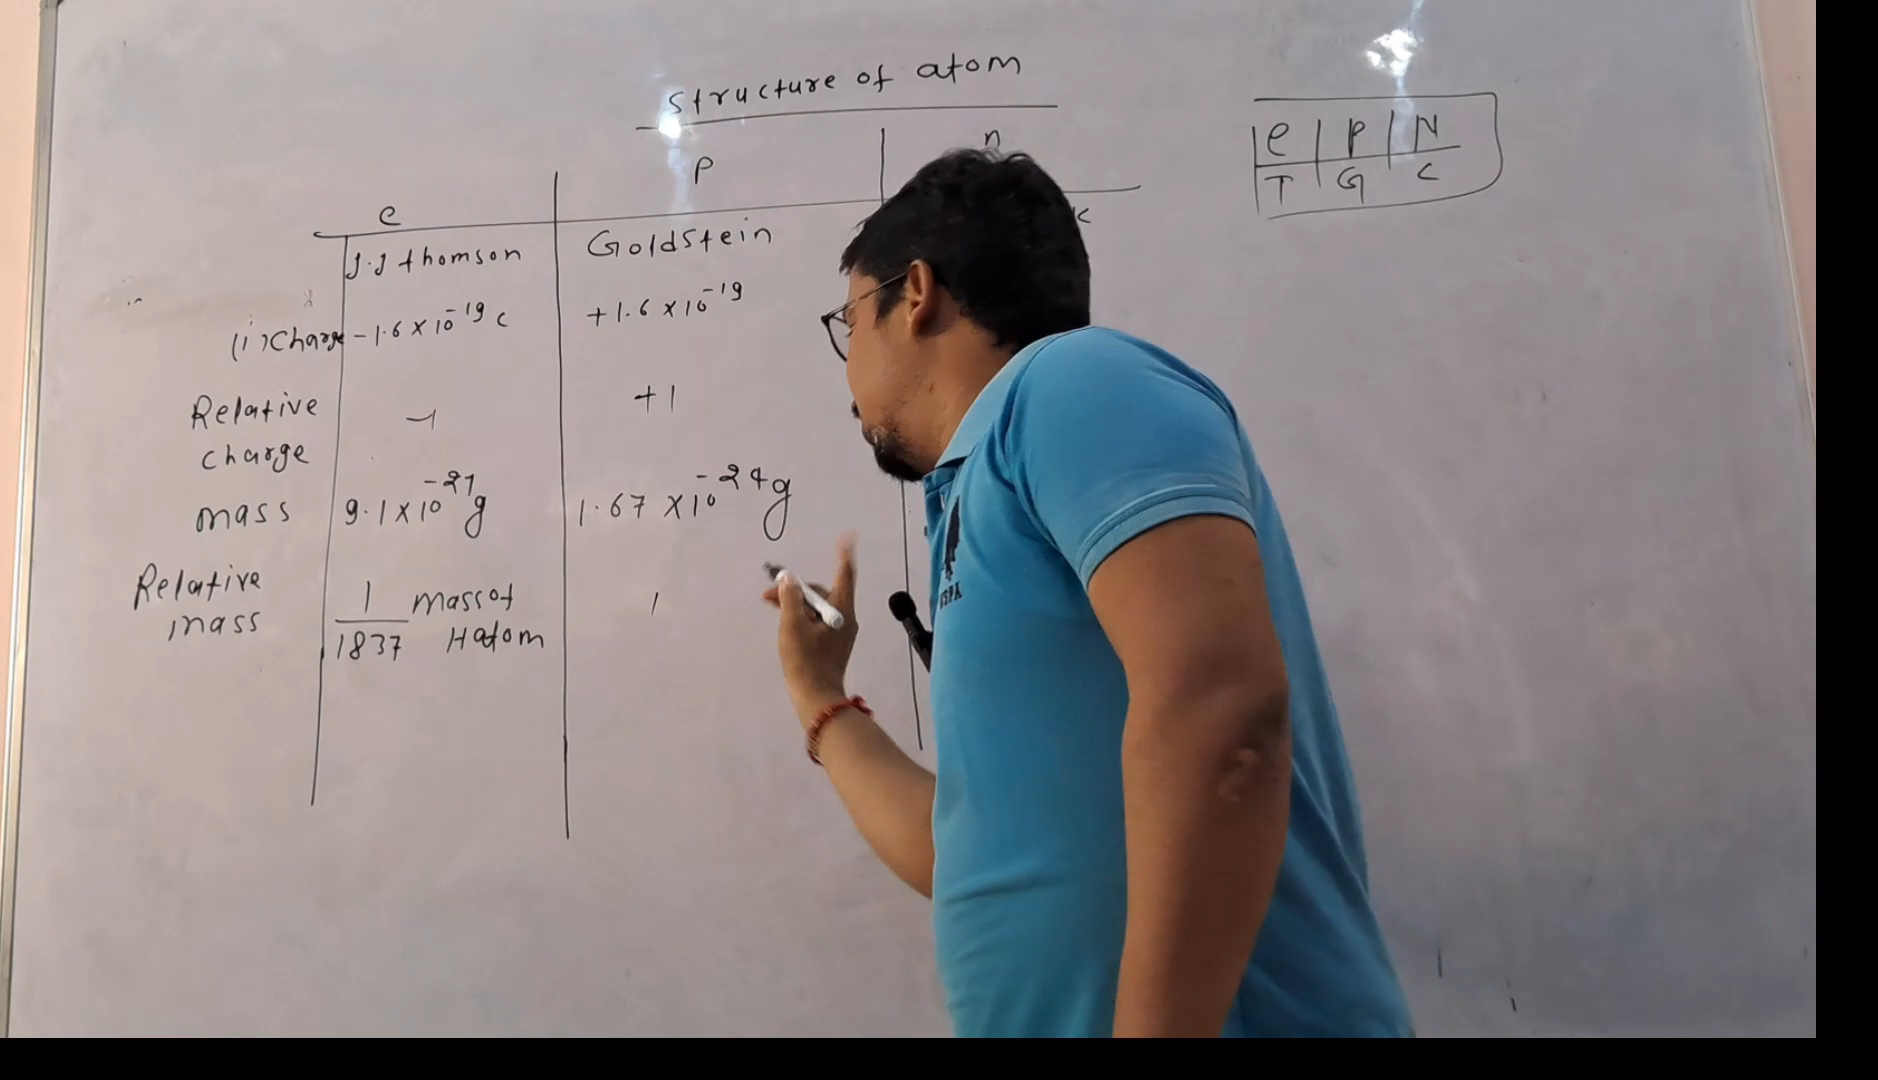 structure of atom
e | P | N
T | G | C
e P n
J.J thomson Goldstein k
(i) Charge -1.6 × 10^-19 c +1.6 × 10^-19
Relative charge -1 +1
mass 9.1 × 10^-27 g 1.67 × 10^-24 g
Relative mass 1/1837 Mass of H atom 1